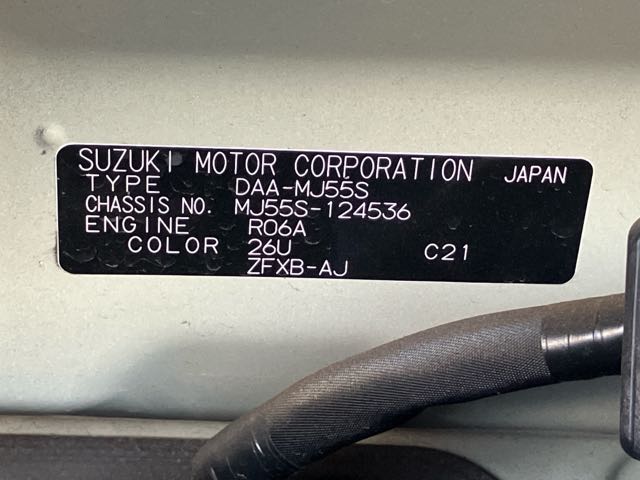 SUZUKI MOTOR CORPORATION JAPAN
TYPE DAA-MJ55S
CHASSIS NO. MJ55S-124536
ENGINE R06A
COLOR 26U C21
ZFXB-AJ